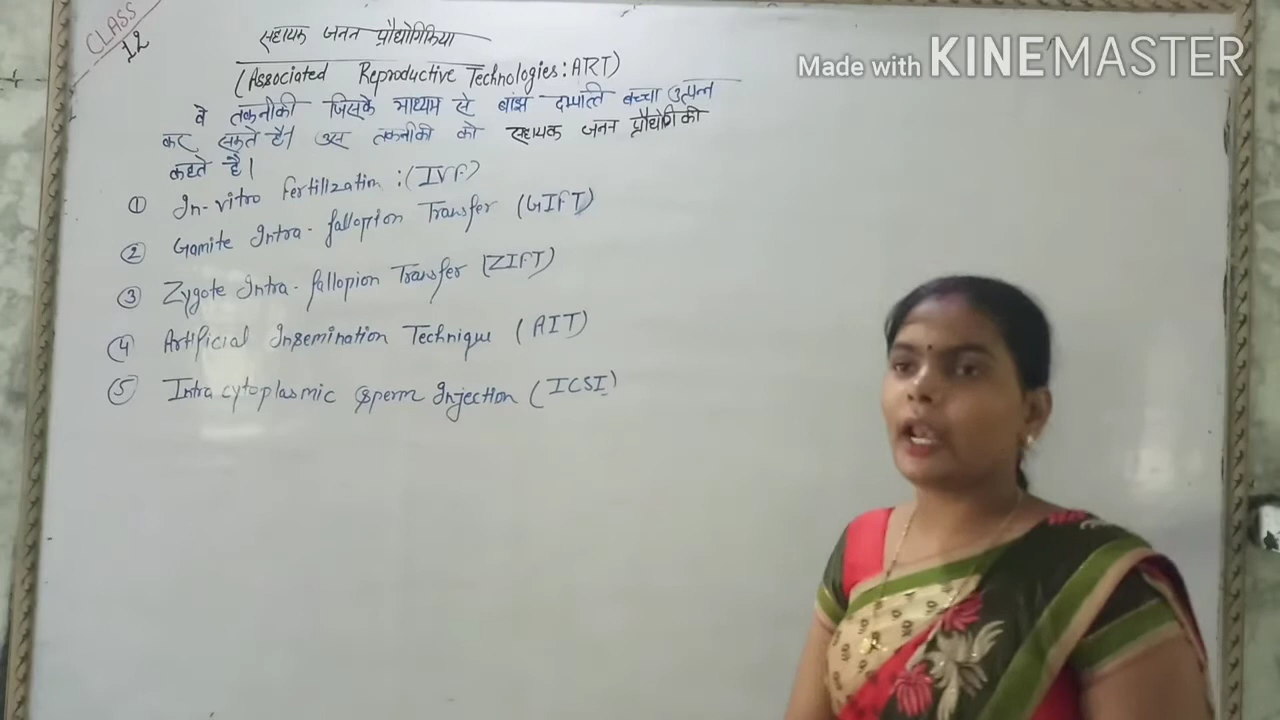 CLASS
12
Made with KINEMASTER
सहायक जनन प्रौद्योगिकिया
(Associated Reproductive Technologies: ART)
वे तकनीकी जिसके माध्यम से बांझ दम्पत्ति बच्चा उत्पन्न
कर सकते है। उस तकनीकी को सहायक जनन प्रौद्योगिकी
कहते है।
① In-vitro Fertilization :(IVF)
② Gamite Intra-fallopion Transfer (GIFT)
③ Zygote Intra-fallopion Transfer (ZIFT)
④ Artificial Insemination Technique (AIT)
⑤ Intra cytoplasmic sperm Injection (ICSI)